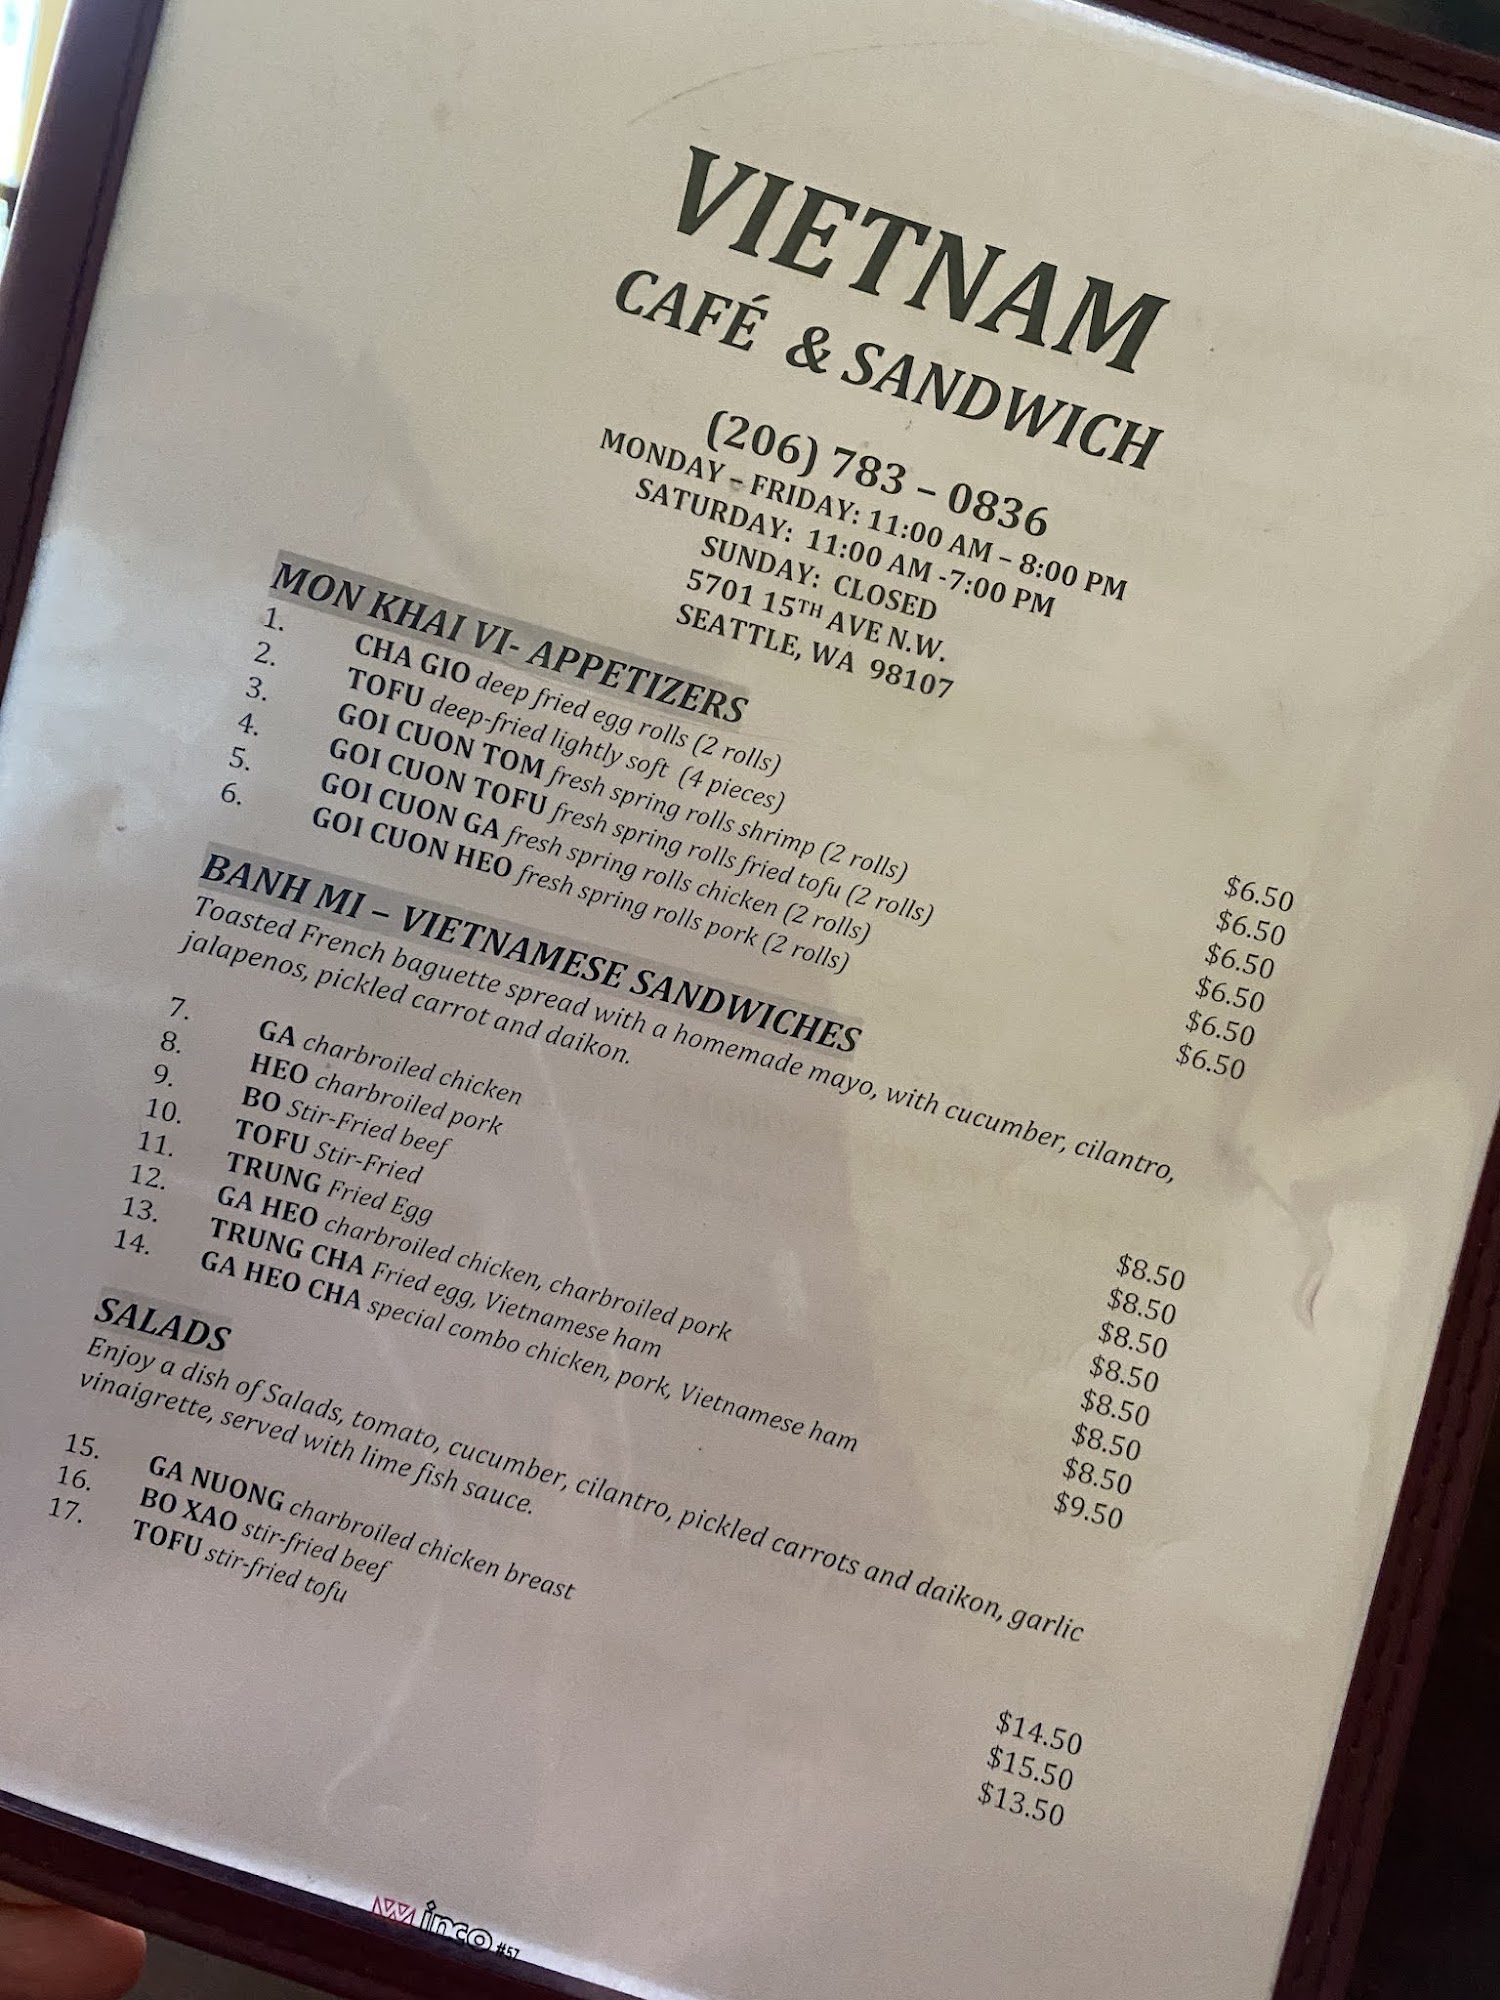 VIETNAM
CAFÉ & SANDWICH
(206) 783 – 0836
MONDAY – FRIDAY: 11:00 AM – 8:00 PM
SATURDAY: 11:00 AM -7:00 PM
SUNDAY: CLOSED
5701 15TH AVE N.W.
SEATTLE, WA 98107
MON KHAI VI- APPETIZERS
1. CHA GIO deep fried egg rolls (2 rolls) $6.50
2. TOFU deep-fried lightly soft (4 pieces) $6.50
3. GOI CUON TOM fresh spring rolls shrimp (2 rolls) $6.50
4. GOI CUON TOFU fresh spring rolls fried tofu (2 rolls) $6.50
5. GOI CUON GA fresh spring rolls chicken (2 rolls) $6.50
6. GOI CUON HEO fresh spring rolls pork (2 rolls) $6.50
BANH MI – VIETNAMESE SANDWICHES
Toasted French baguette spread with a homemade mayo, with cucumber, cilantro,
jalapenos, pickled carrot and daikon.
7. GA charbroiled chicken $8.50
8. HEO charbroiled pork $8.50
9. BO Stir-Fried beef $8.50
10. TOFU Stir-Fried $8.50
11. TRUNG Fried Egg $8.50
12. GA HEO charbroiled chicken, charbroiled pork $8.50
13. TRUNG CHA Fried egg, Vietnamese ham $8.50
14. GA HEO CHA special combo chicken, pork, Vietnamese ham $9.50
SALADS
Enjoy a dish of Salads, tomato, cucumber, cilantro, pickled carrots and daikon, garlic
vinaigrette, served with lime fish sauce.
15. GA NUONG charbroiled chicken breast $14.50
16. BO XAO stir-fried beef $15.50
17. TOFU stir-fried tofu $13.50
Winco #57